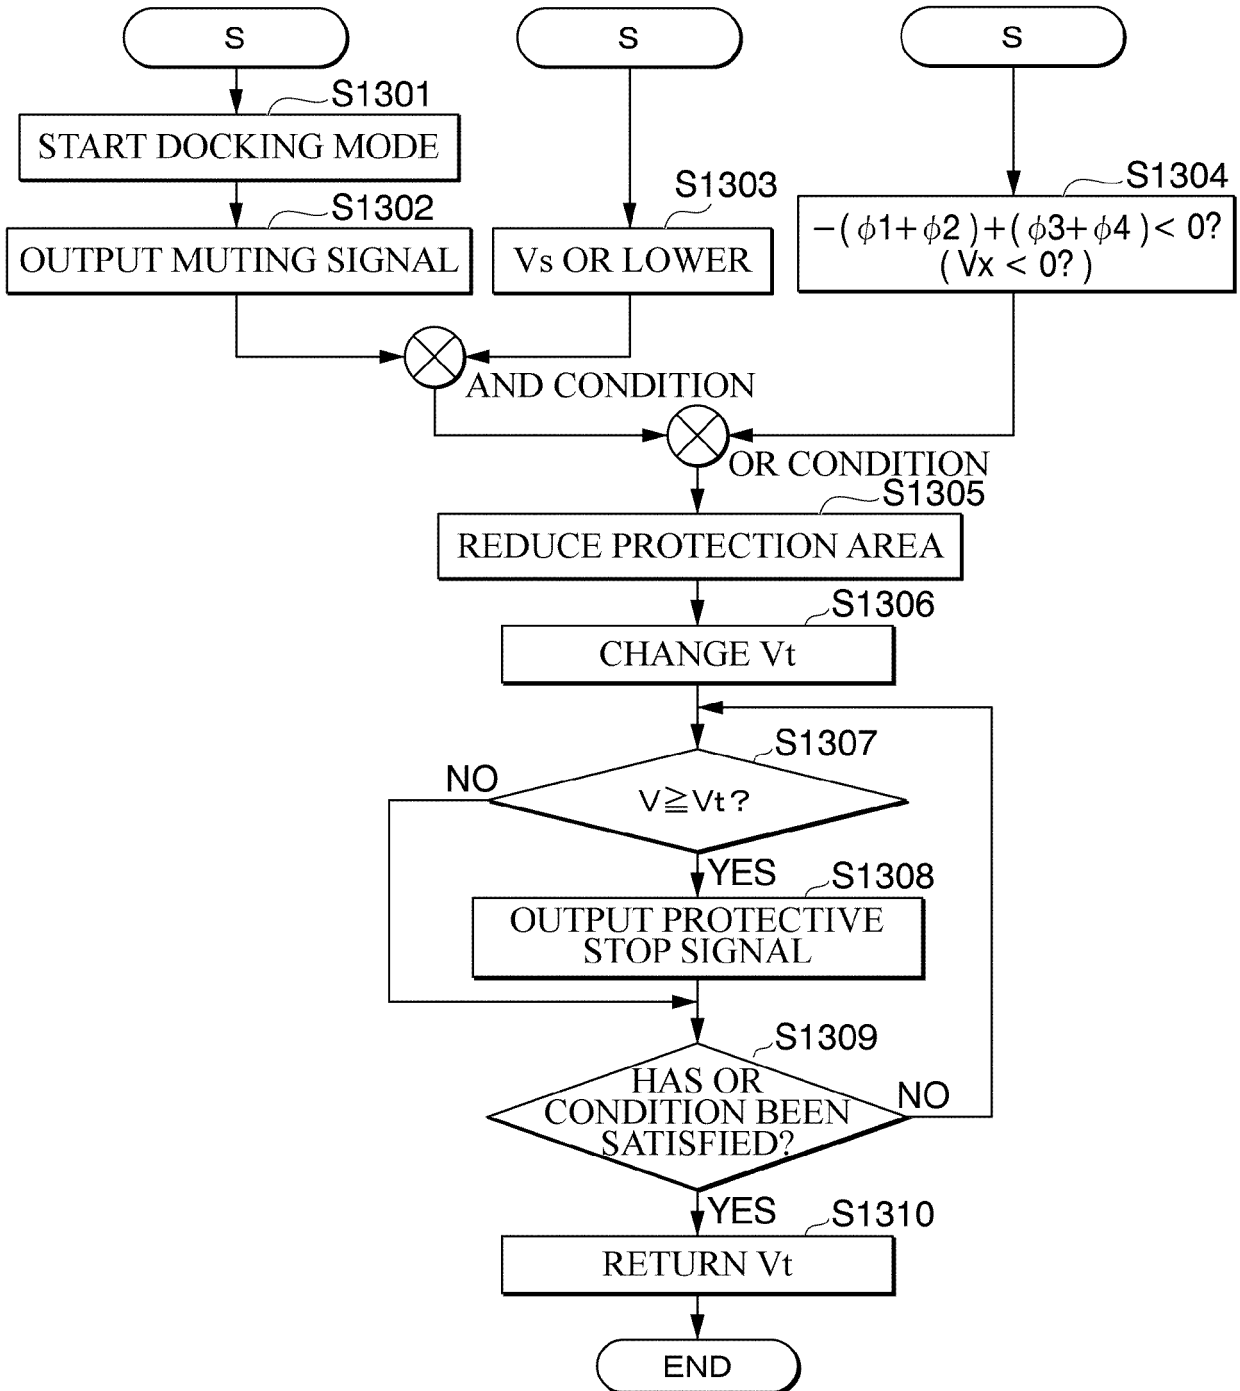 S
S
S
S1301
START DOCKING MODE
S1302
OUTPUT MUTING SIGNAL
S1303
Vs OR LOWER
S1304
−(ϕ1+ϕ2)+(ϕ3+ϕ4)< 0?
(Vx < 0?)
AND CONDITION
OR CONDITION
S1305
REDUCE PROTECTION AREA
S1306
CHANGE Vt
S1307
NO
V≧Vt?
YES
S1308
OUTPUT PROTECTIVE
STOP SIGNAL
S1309
HAS OR
CONDITION BEEN
SATISFIED?
NO
YES
S1310
RETURN Vt
END